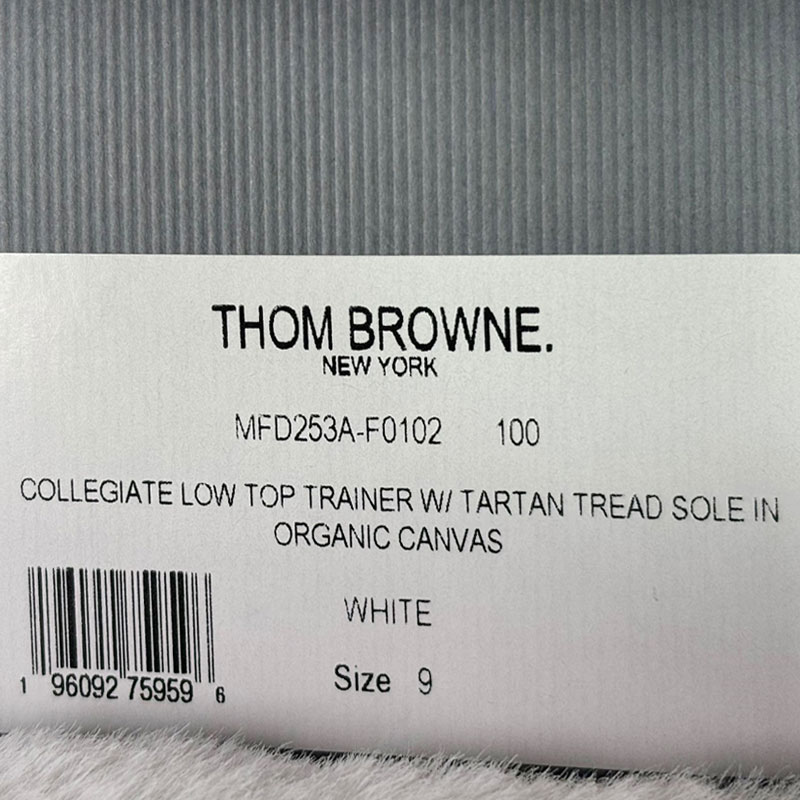 THOM BROWNE.
NEW YORK
MFD253A-F0102 100
COLLEGIATE LOW TOP TRAINER W/ TARTAN TREAD SOLE IN
ORGANIC CANVAS
WHITE
Size 9
1 96092 75959 6